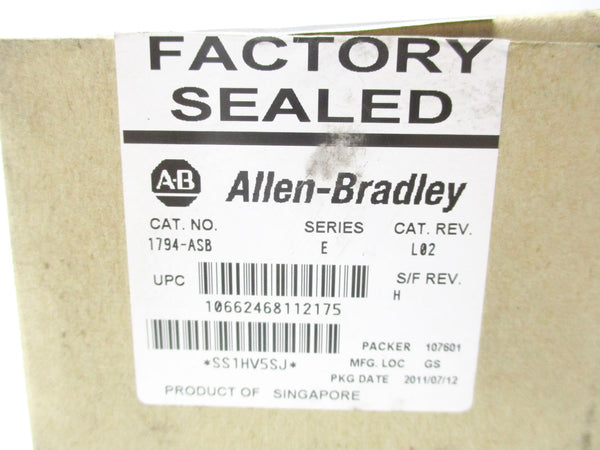 FACTORY
SEALED
A-B Allen-Bradley
CAT. NO. SERIES CAT. REV.
1794-ASB E L02
UPC S/F REV.
H
10662468112175
PACKER 107601
*SS1HV5SJ* MFG. LOC GS
PKG DATE 2011/07/12
PRODUCT OF SINGAPORE